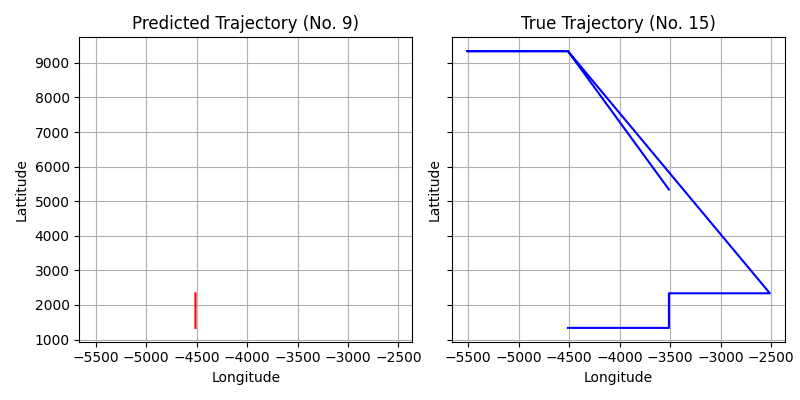 Predicted Trajectory (No. 9)
Lattitude
9000
8000
7000
6000
5000
4000
3000
2000
1000
−5500 −5000 −4500 −4000 −3500 −3000 −2500
Longitude
True Trajectory (No. 15)
Lattitude
−5500 −5000 −4500 −4000 −3500 −3000 −2500
Longitude